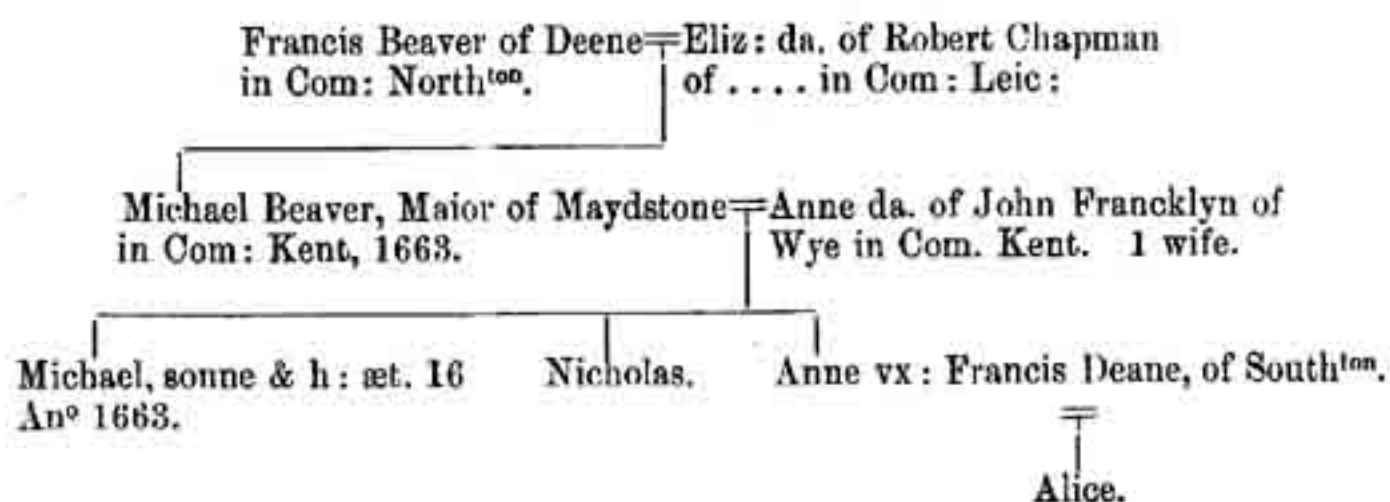 Francis Beaver of Deene
in Com: North^ton.
Eliz: da. of Robert Chapman
of .... in Com: Leic:
Michael Beaver, Maior of Maydstone
in Com: Kent, 1663.
Anne da. of John Francklyn of
Wye in Com. Kent. 1 wife.
Michael, sonne & h: æt. 16
Anº 1663.
Nicholas.
Anne vx: Francis Deane, of South^ton.
Alice.